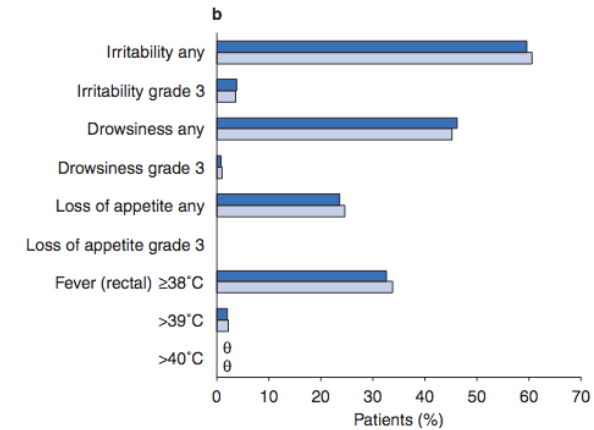 b
Irritability any
Irritability grade 3
Drowsiness any
Drowsiness grade 3
Loss of appetite any
Loss of appetite grade 3
Fever (rectal) ≥38˚C
>39˚C
>40˚C
θ
θ
0 10 20 30 40 50 60 70
Patients (%)